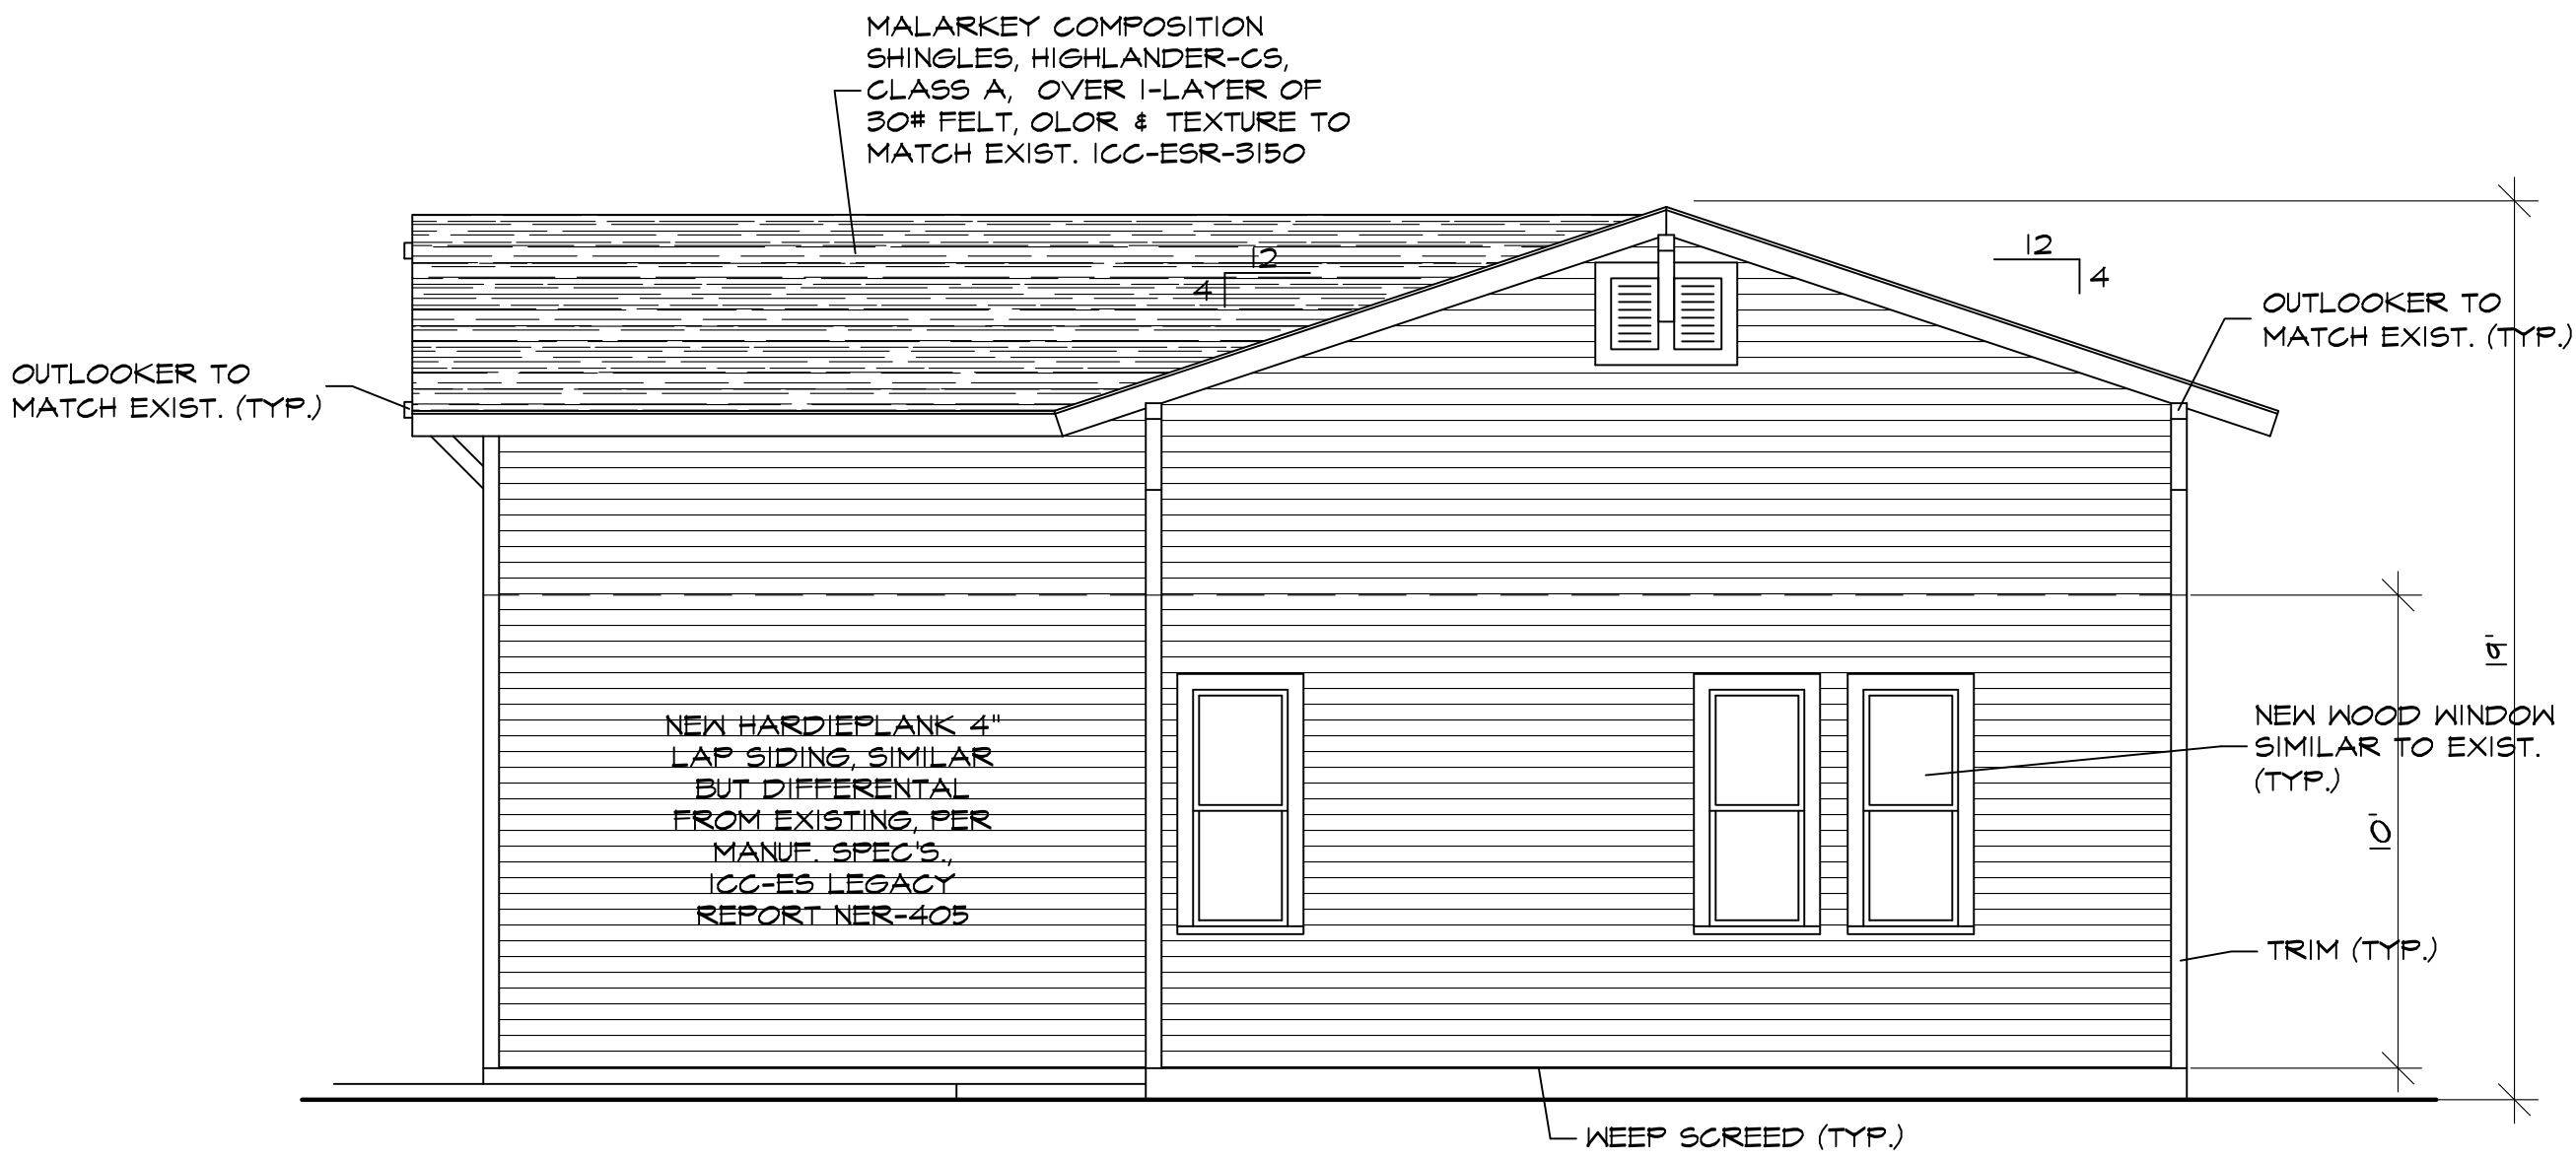 MALARKEY COMPOSITION
SHINGLES, HIGHLANDER-CS,
CLASS A, OVER 1-LAYER OF
30# FELT, OLOR & TEXTURE TO
MATCH EXIST. ICC-ESR-3150
12
4
12
4
OUTLOOKER TO
MATCH EXIST. (TYP.)
OUTLOOKER TO
MATCH EXIST. (TYP.)
19'
NEW HARDIEPLANK 4"
LAP SIDING, SIMILAR
BUT DIFFERENTAL
FROM EXISTING, PER
MANUF. SPEC'S.,
ICC-ES LEGACY
REPORT NER-405
NEW WOOD WINDOW
SIMILAR TO EXIST.
(TYP.)
10'
TRIM (TYP.)
WEEP SCREED (TYP.)